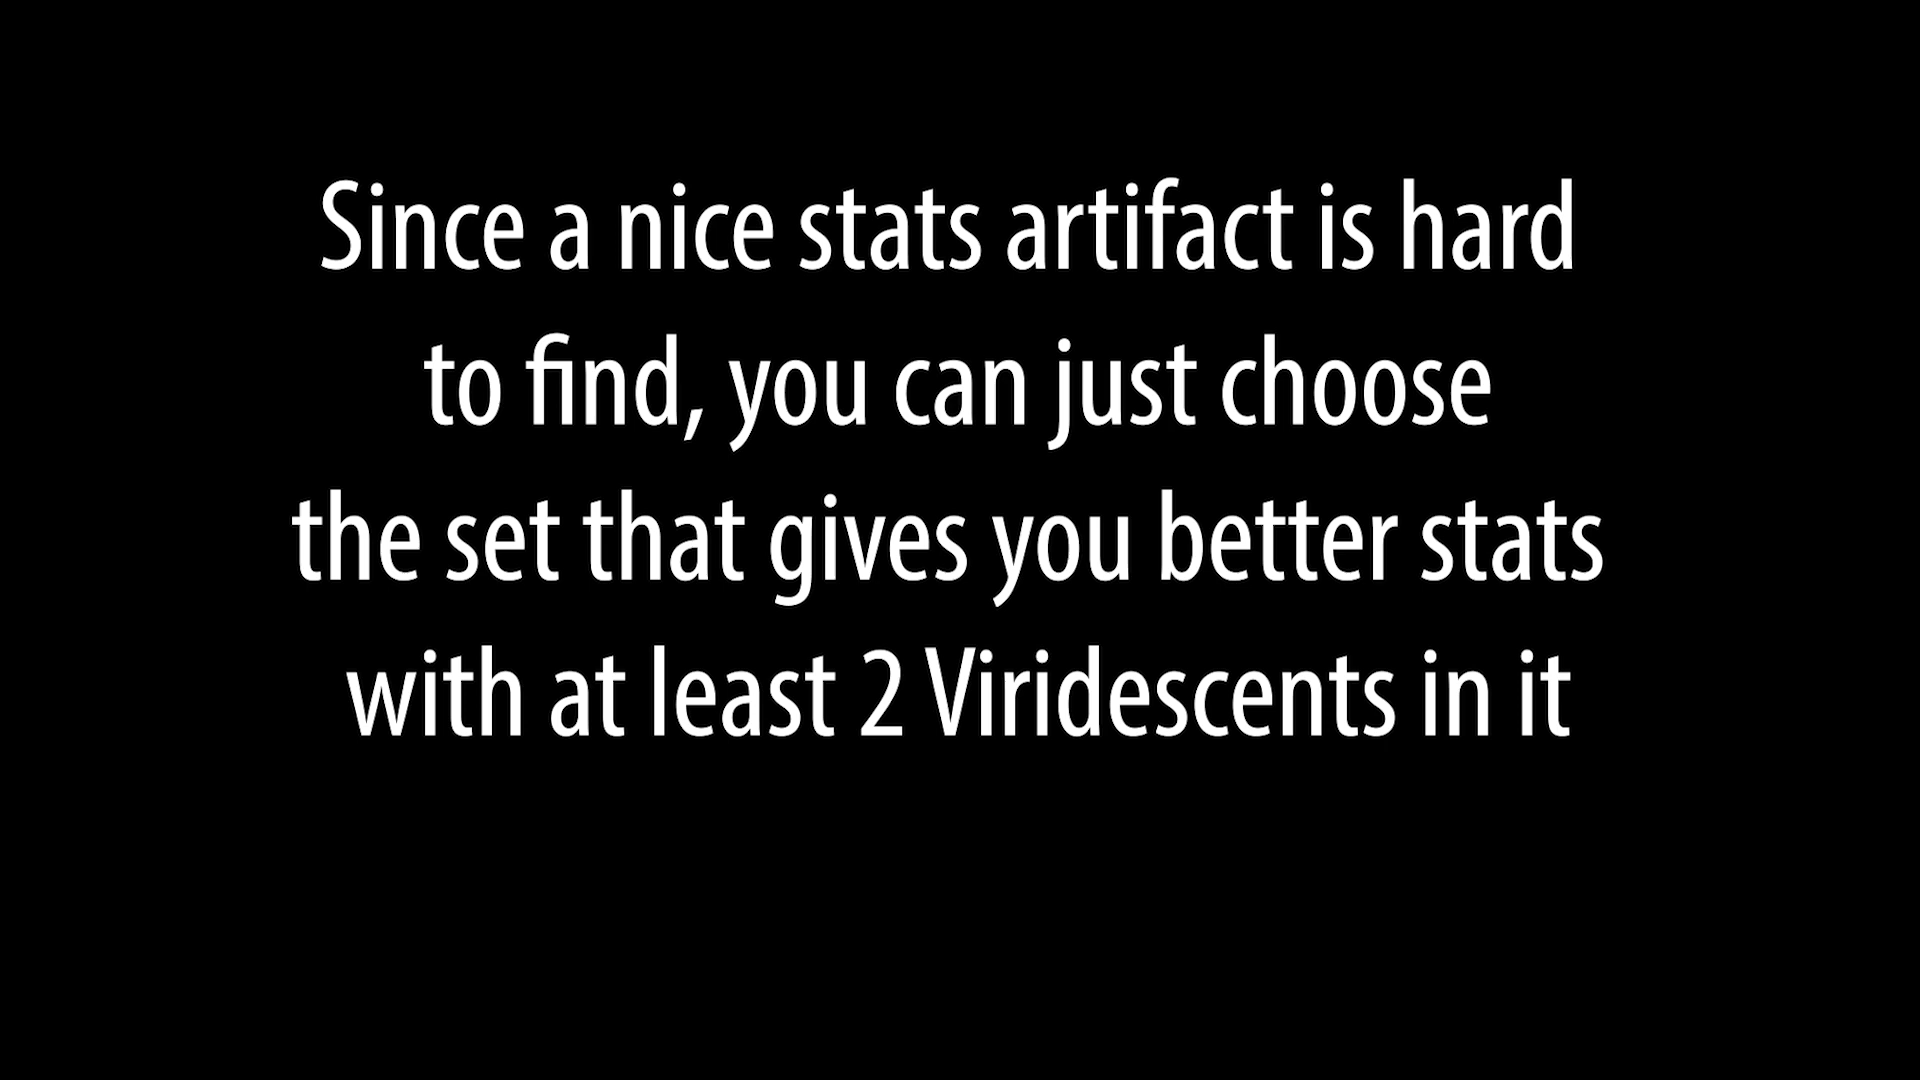 Since a nice stats artifact is hard
to find, you can just choose
the set that gives you better stats
with at least 2 Viridescents in it